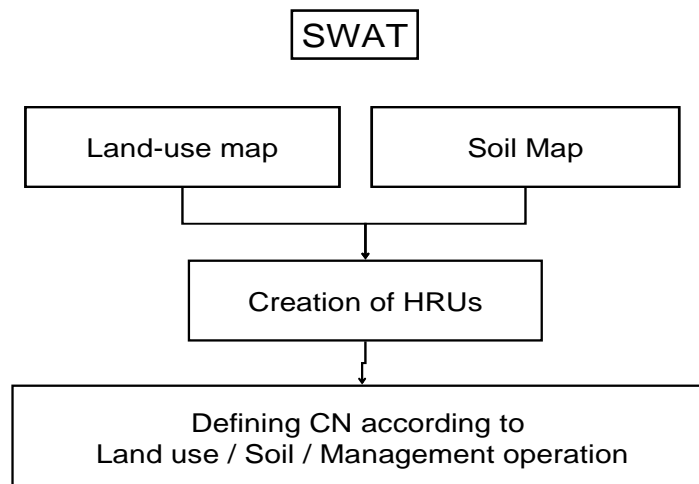 SWAT
Land-use map
Soil Map
Creation of HRUs
Defining CN according to
Land use / Soil / Management operation